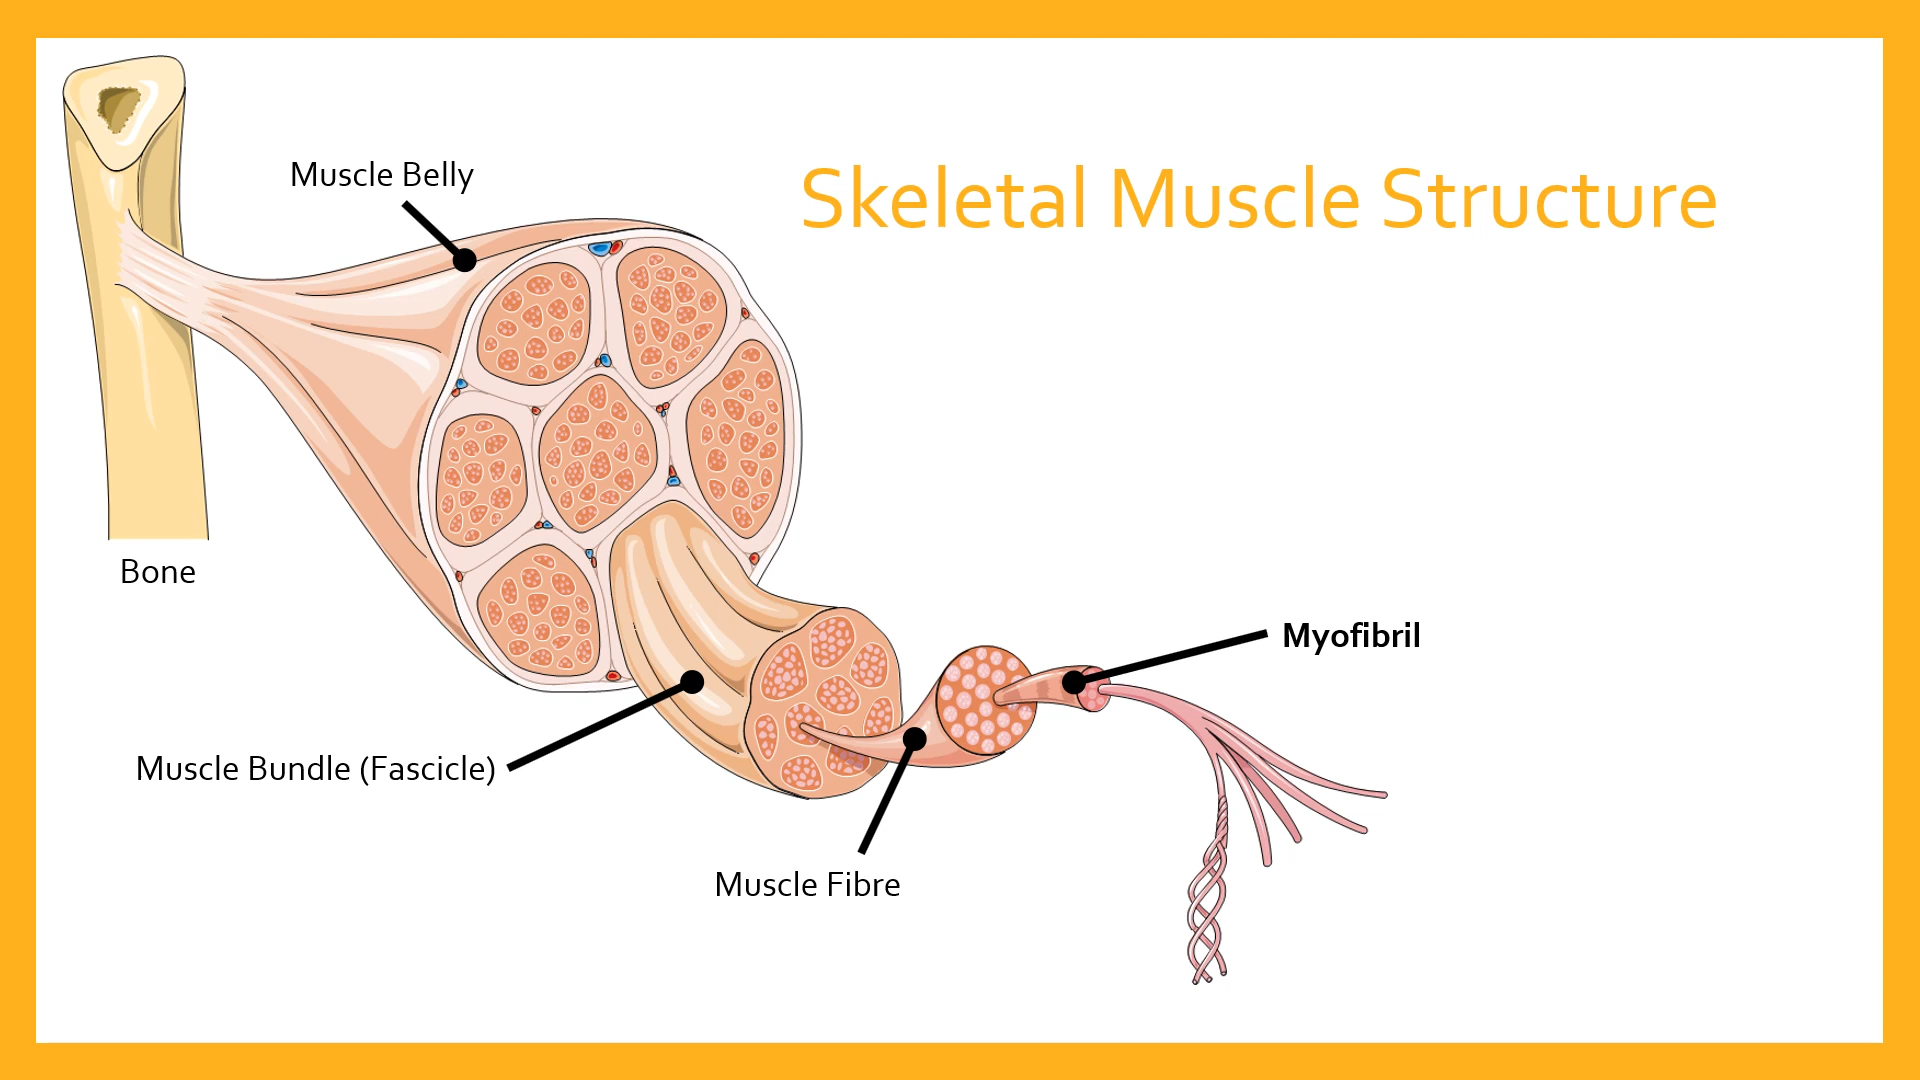 Skeletal Muscle Structure
Muscle Belly
Bone
Myofibril
Muscle Bundle (Fascicle)
Muscle Fibre